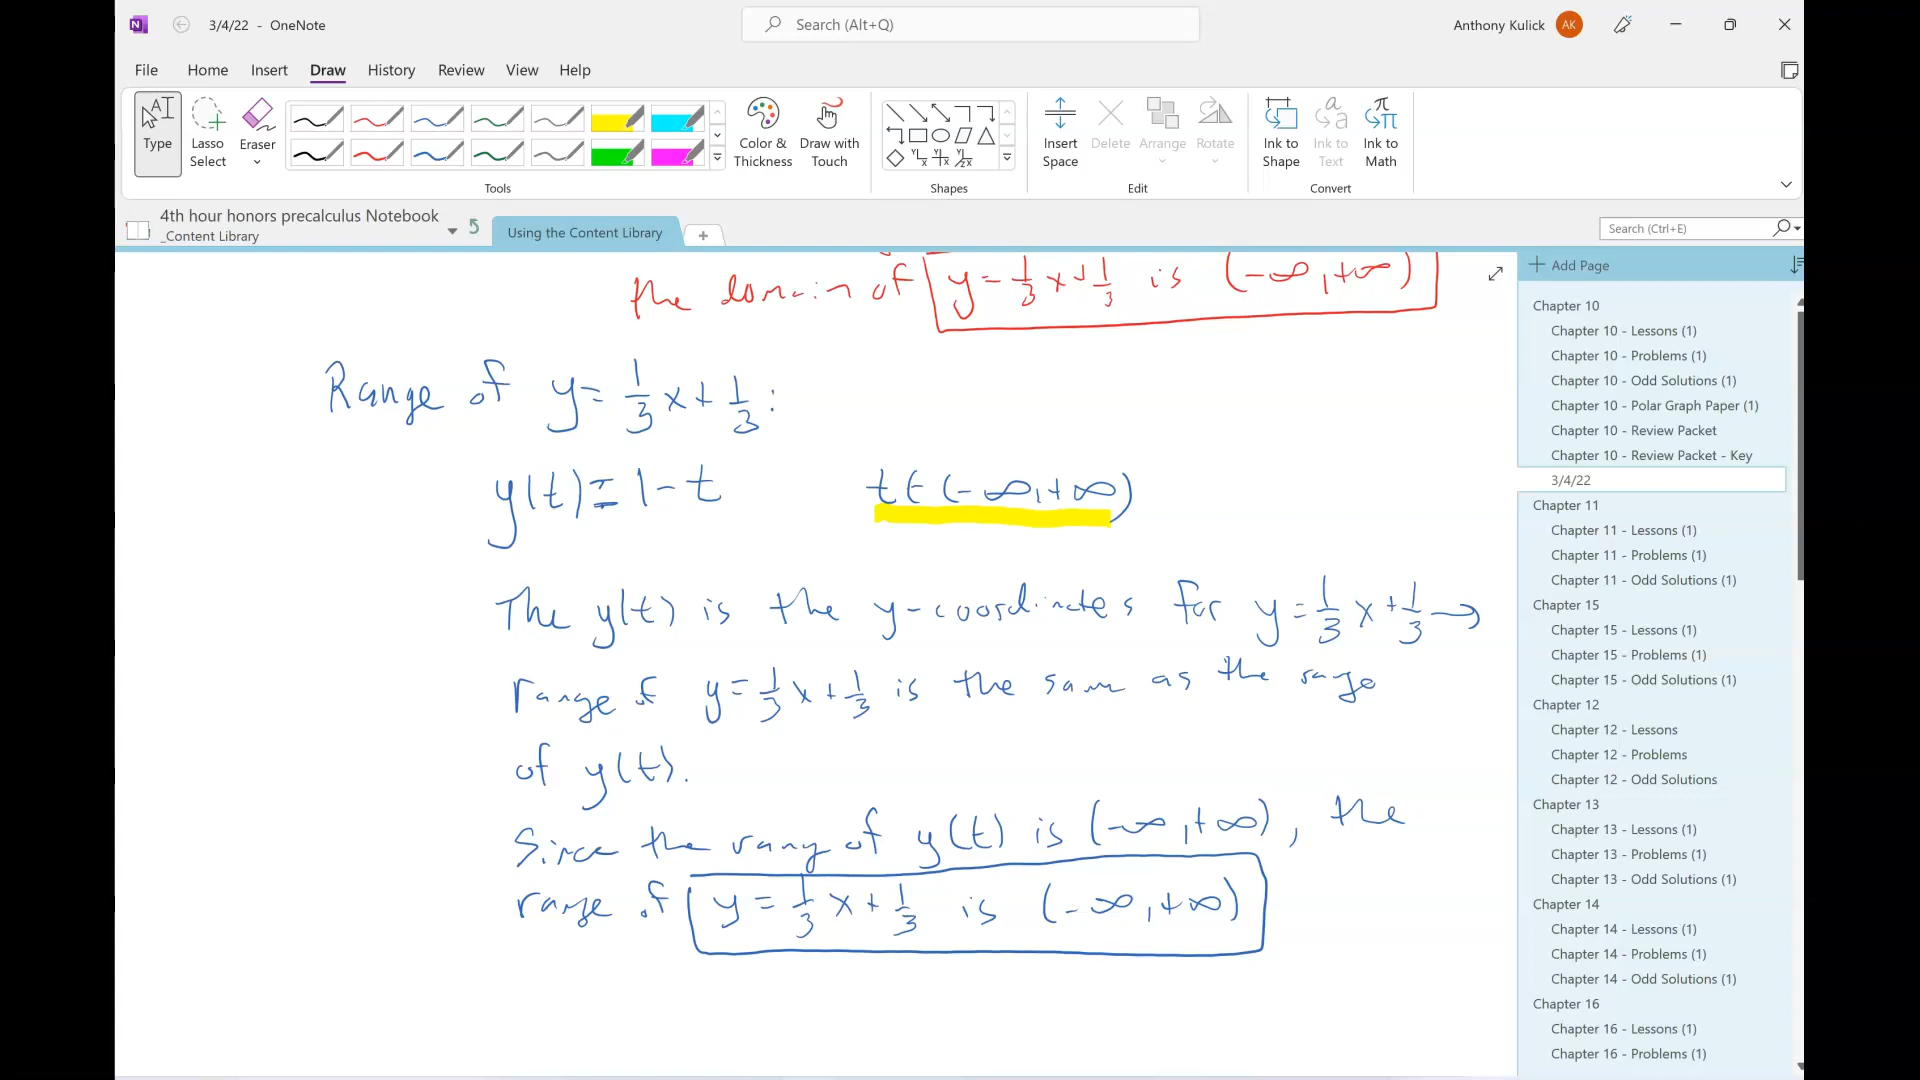 3/4/22 - OneNote
Search (Alt+Q)
Anthony Kulick
AK
File Home Insert Draw History Review View Help
Type
Lasso Select
Eraser
Color & Thickness
Draw with Touch
Insert Space
Delete
Arrange
Rotate
Ink to Shape
Ink to Text
Ink to Math
Tools
Shapes
Edit
Convert
4th hour honors precalculus Notebook
_Content Library
Using the Content Library
Search (Ctrl+E)
the domain of y = 1/3 x + 1/3 is (-∞, +∞)
Range of y = 1/3 x + 1/3 :
y(t) = 1 - t t ∈ (-∞, +∞)
The y(t) is the y-coordinates for y = 1/3 x + 1/3 →
range of y = 1/3 x + 1/3 is the same as the range
of y(t).
Since the range of y(t) is (-∞, +∞), the
range of y = 1/3 x + 1/3 is (-∞, +∞)
Add Page
Chapter 10
Chapter 10 - Lessons (1)
Chapter 10 - Problems (1)
Chapter 10 - Odd Solutions (1)
Chapter 10 - Polar Graph Paper (1)
Chapter 10 - Review Packet
Chapter 10 - Review Packet - Key
3/4/22
Chapter 11
Chapter 11 - Lessons (1)
Chapter 11 - Problems (1)
Chapter 11 - Odd Solutions (1)
Chapter 15
Chapter 15 - Lessons (1)
Chapter 15 - Problems (1)
Chapter 15 - Odd Solutions (1)
Chapter 12
Chapter 12 - Lessons
Chapter 12 - Problems
Chapter 12 - Odd Solutions
Chapter 13
Chapter 13 - Lessons (1)
Chapter 13 - Problems (1)
Chapter 13 - Odd Solutions (1)
Chapter 14
Chapter 14 - Lessons (1)
Chapter 14 - Problems (1)
Chapter 14 - Odd Solutions (1)
Chapter 16
Chapter 16 - Lessons (1)
Chapter 16 - Problems (1)